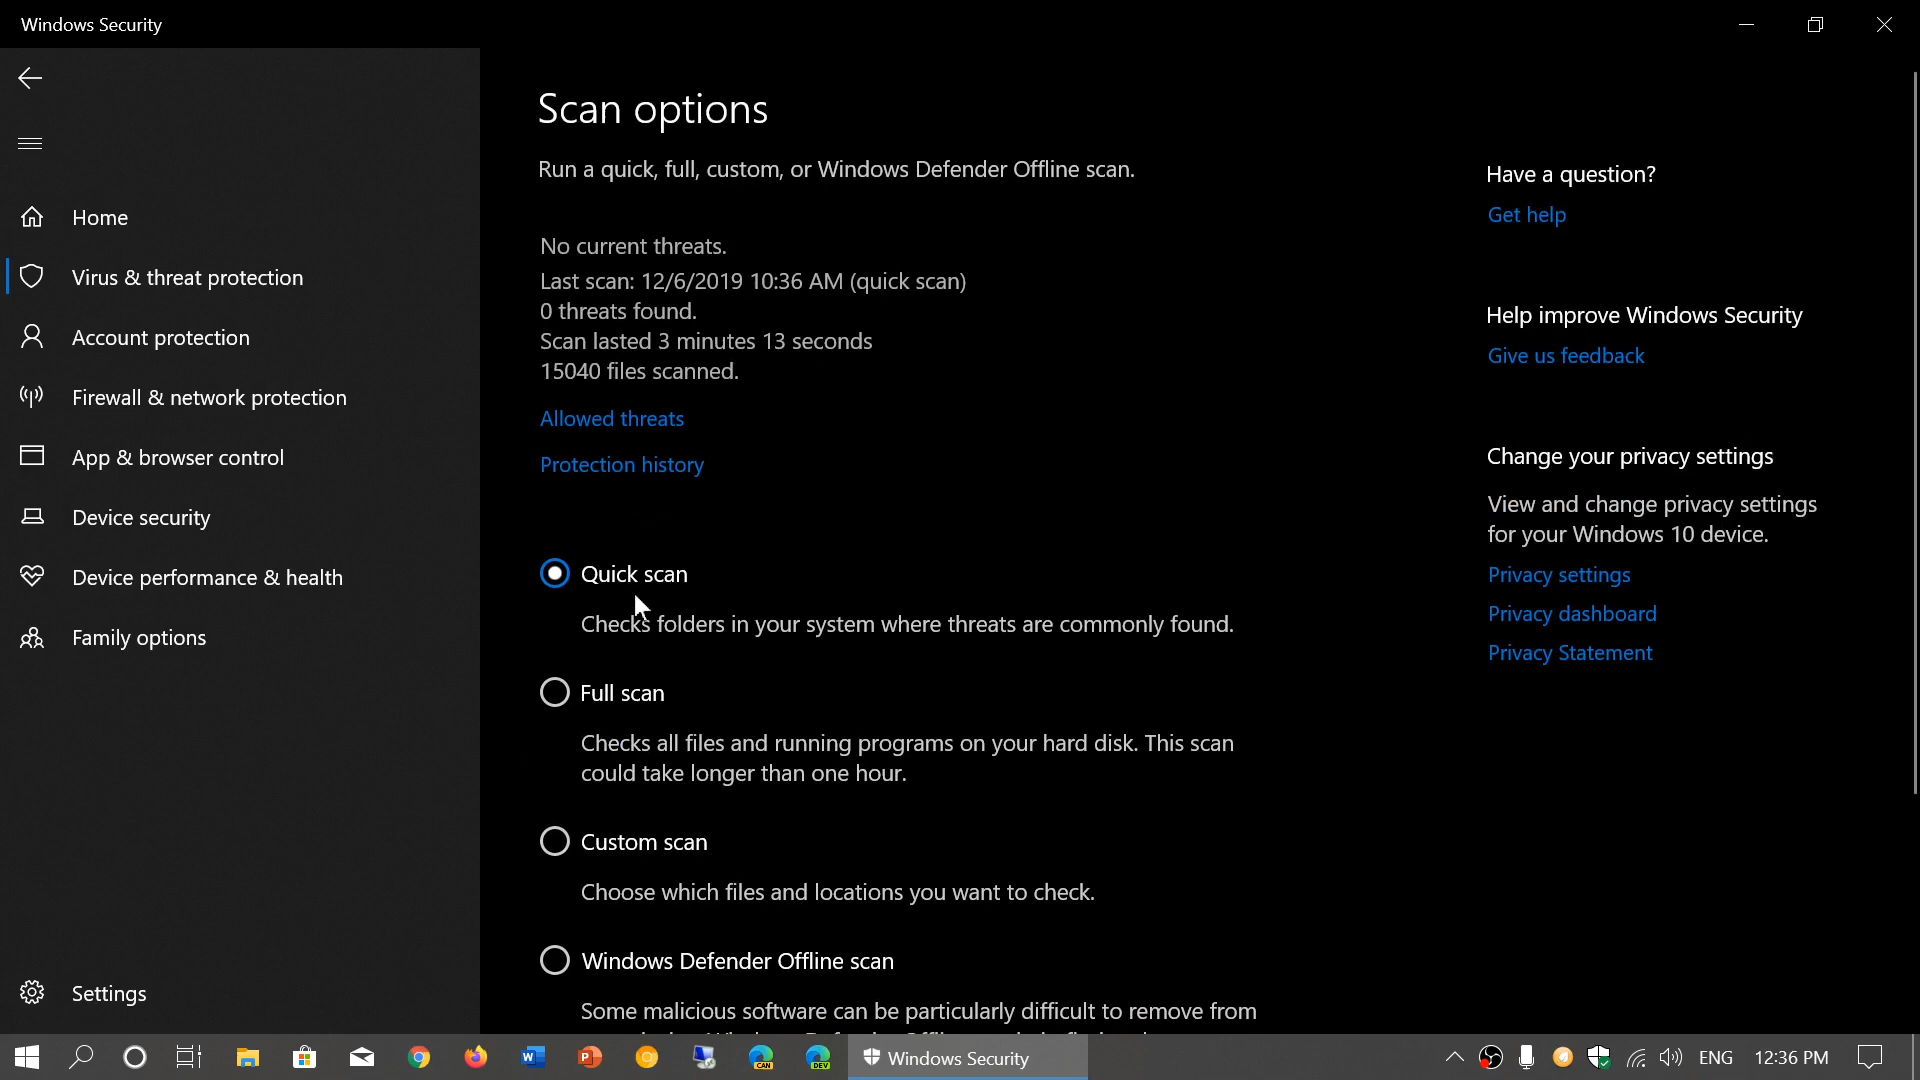 Windows Security
Scan options
Run a quick, full, custom, or Windows Defender Offline scan.
Home
Virus & threat protection
Account protection
Firewall & network protection
App & browser control
Device security
Device performance & health
Family options
Settings
No current threats.
Last scan: 12/6/2019 10:36 AM (quick scan)
0 threats found.
Scan lasted 3 minutes 13 seconds
15040 files scanned.
Allowed threats
Protection history
Quick scan
Checks folders in your system where threats are commonly found.
Full scan
Checks all files and running programs on your hard disk. This scan
could take longer than one hour.
Custom scan
Choose which files and locations you want to check.
Windows Defender Offline scan
Some malicious software can be particularly difficult to remove from
Have a question?
Get help
Help improve Windows Security
Give us feedback
Change your privacy settings
View and change privacy settings
for your Windows 10 device.
Privacy settings
Privacy dashboard
Privacy Statement
CAN
DEV
Windows Security
ENG
12:36 PM